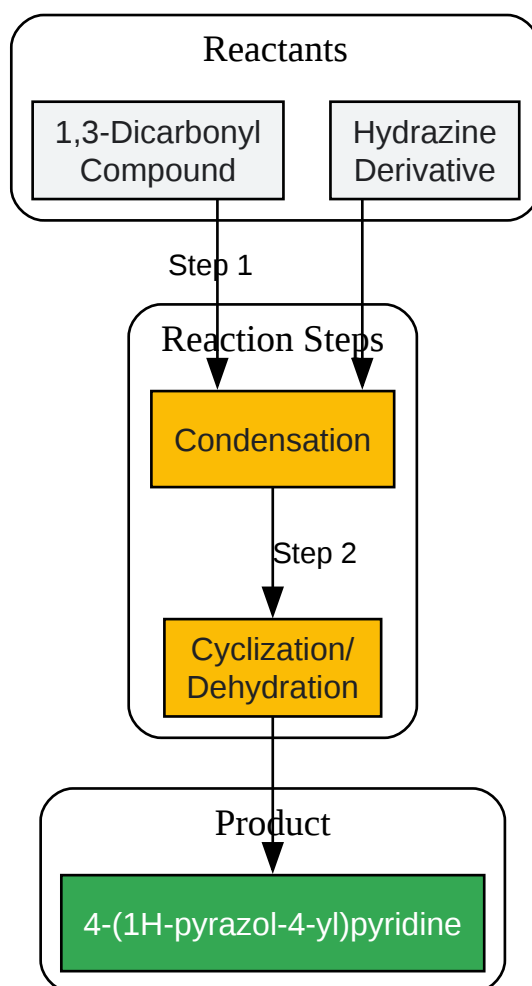 Reactants
1,3-Dicarbonyl
Compound
Hydrazine
Derivative
Step 1
Reaction Steps
Condensation
Step 2
Cyclization/
Dehydration
Product
4-(1H-pyrazol-4-yl)pyridine